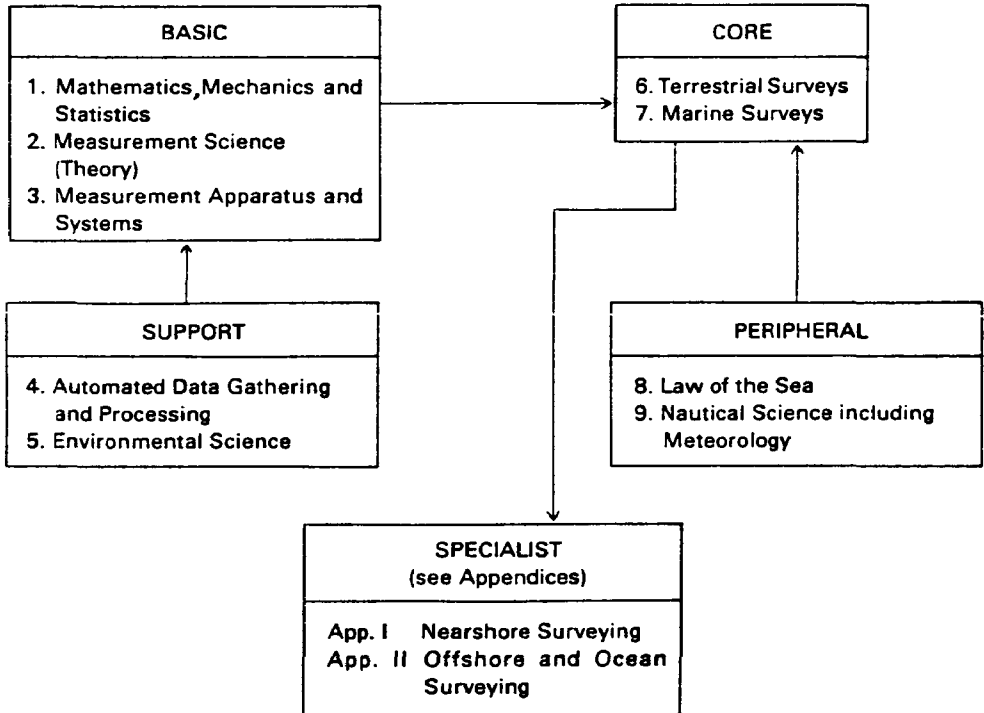 BASIC
1. Mathematics, Mechanics and
Statistics
2. Measurement Science
(Theory)
3. Measurement Apparatus and
Systems
CORE
6. Terrestrial Surveys
7. Marine Surveys
SUPPORT
4. Automated Data Gathering
and Processing
5. Environmental Science
PERIPHERAL
8. Law of the Sea
9. Nautical Science including
Meteorology
SPECIALIST
(see Appendices)
App. I Nearshore Surveying
App. II Offshore and Ocean
Surveying